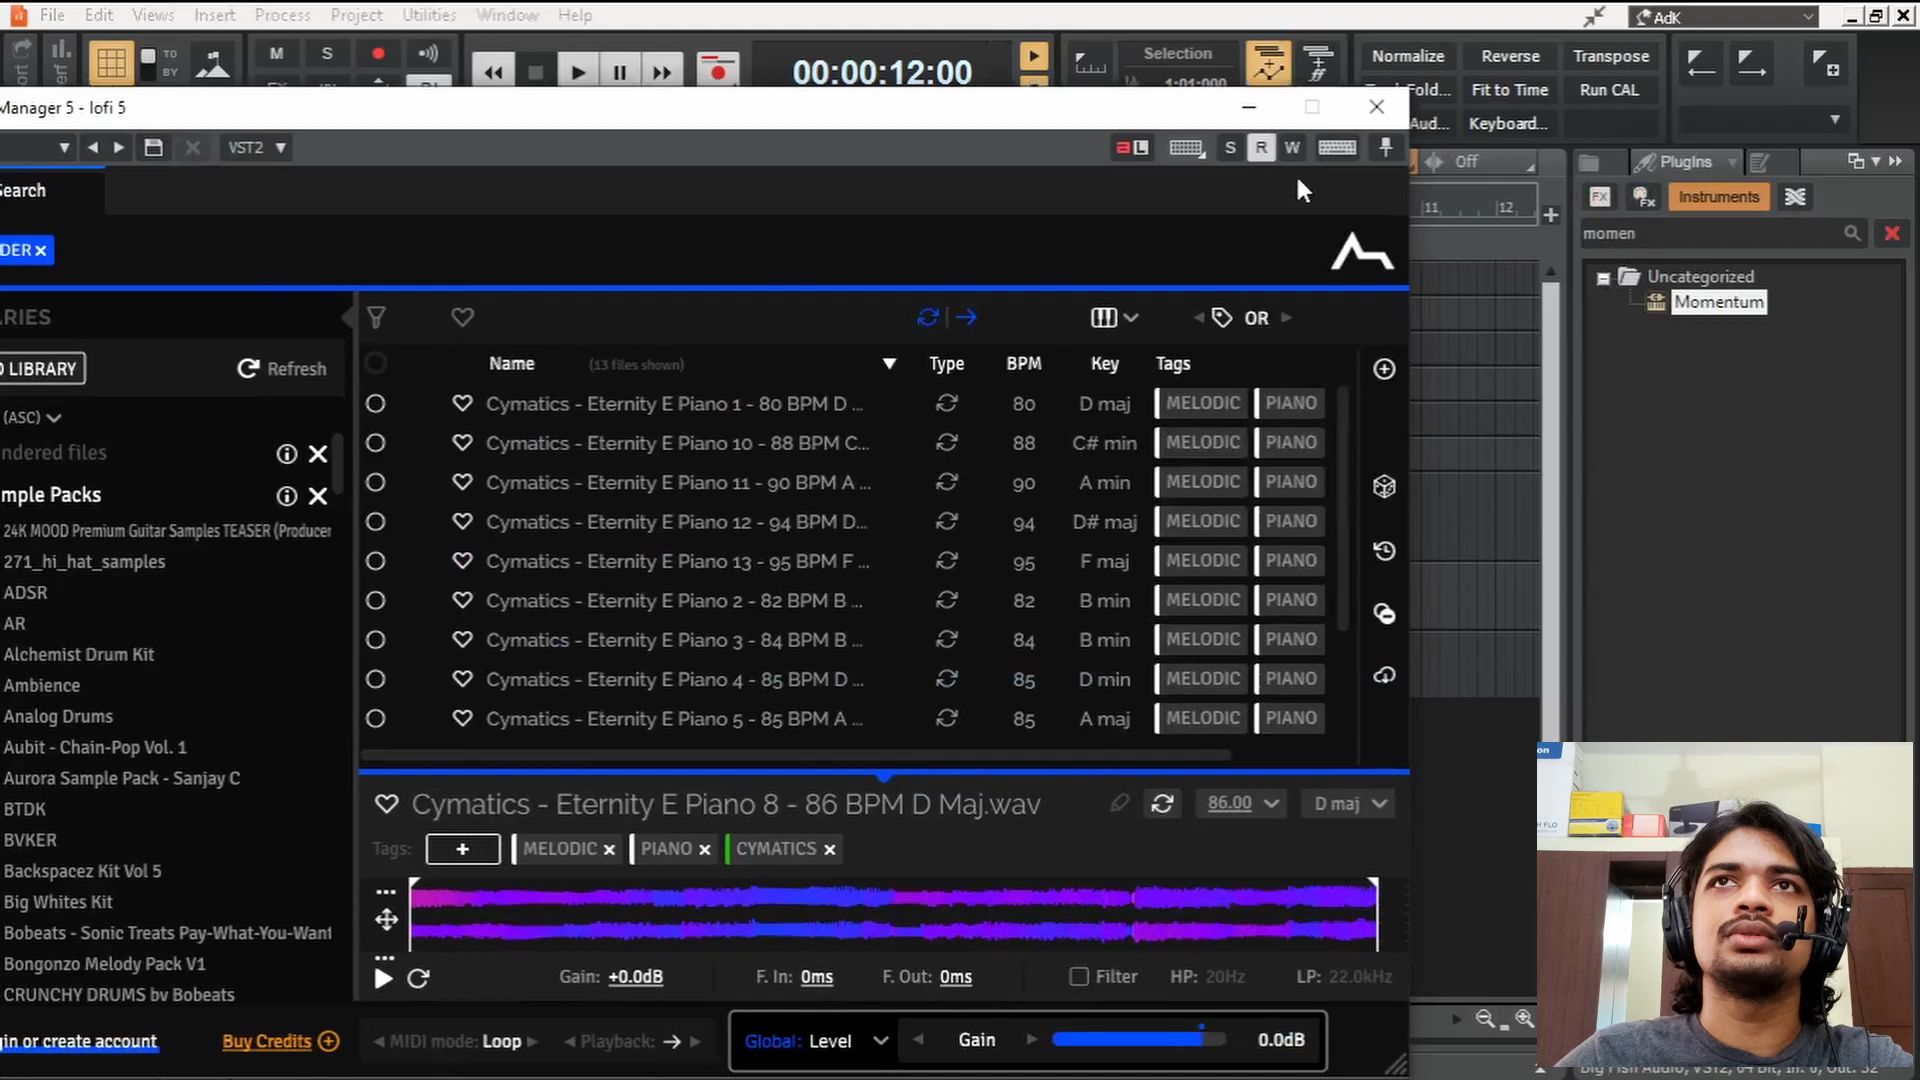 File Edit Views Insert Process Project Utilities Window Help
AdK
TO
BY
M S
00:00:12:00
Selection
Normalize Reverse Transpose
Fit to Time Run CAL
Keyboard...
Manager 5 - lofi 5
VST2
S R W
Off
PlugIns
11 12
FX Instruments
momen
Uncategorized
Momentum
OR
Refresh
Name (13 files shown) Type BPM Key Tags
(ASC)
Cymatics - Eternity E Piano 1 - 80 BPM D ... 80 D maj MELODIC PIANO
Cymatics - Eternity E Piano 10 - 88 BPM C... 88 C# min MELODIC PIANO
Cymatics - Eternity E Piano 11 - 90 BPM A ... 90 A min MELODIC PIANO
Cymatics - Eternity E Piano 12 - 94 BPM D... 94 D# maj MELODIC PIANO
Cymatics - Eternity E Piano 13 - 95 BPM F ... 95 F maj MELODIC PIANO
Cymatics - Eternity E Piano 2 - 82 BPM B ... 82 B min MELODIC PIANO
Cymatics - Eternity E Piano 3 - 84 BPM B ... 84 B min MELODIC PIANO
Cymatics - Eternity E Piano 4 - 85 BPM D ... 85 D min MELODIC PIANO
Cymatics - Eternity E Piano 5 - 85 BPM A ... 85 A maj MELODIC PIANO
LIBRARY
files
Packs
24K MOOD Premium Guitar Samples TEASER (Producer
271_hi_hat_samples
ADSR
AR
Alchemist Drum Kit
Ambience
Analog Drums
Aubit - Chain-Pop Vol. 1
Aurora Sample Pack - Sanjay C
BTDK
BVKER
Backspacez Kit Vol 5
Big Whites Kit
Bobeats - Sonic Treats Pay-What-You-Want
Bongonzo Melody Pack V1
CRUNCHY DRUMS by Bobeats
or create account Buy Credits
Cymatics - Eternity E Piano 8 - 86 BPM D Maj.wav 86.00 D maj
Tags: + MELODIC PIANO CYMATICS
Gain: +0.0dB F. In: 0ms F. Out: 0ms Filter HP: 20Hz LP: 22.0kHz
MIDI mode: Loop Playback: Global: Level Gain 0.0dB